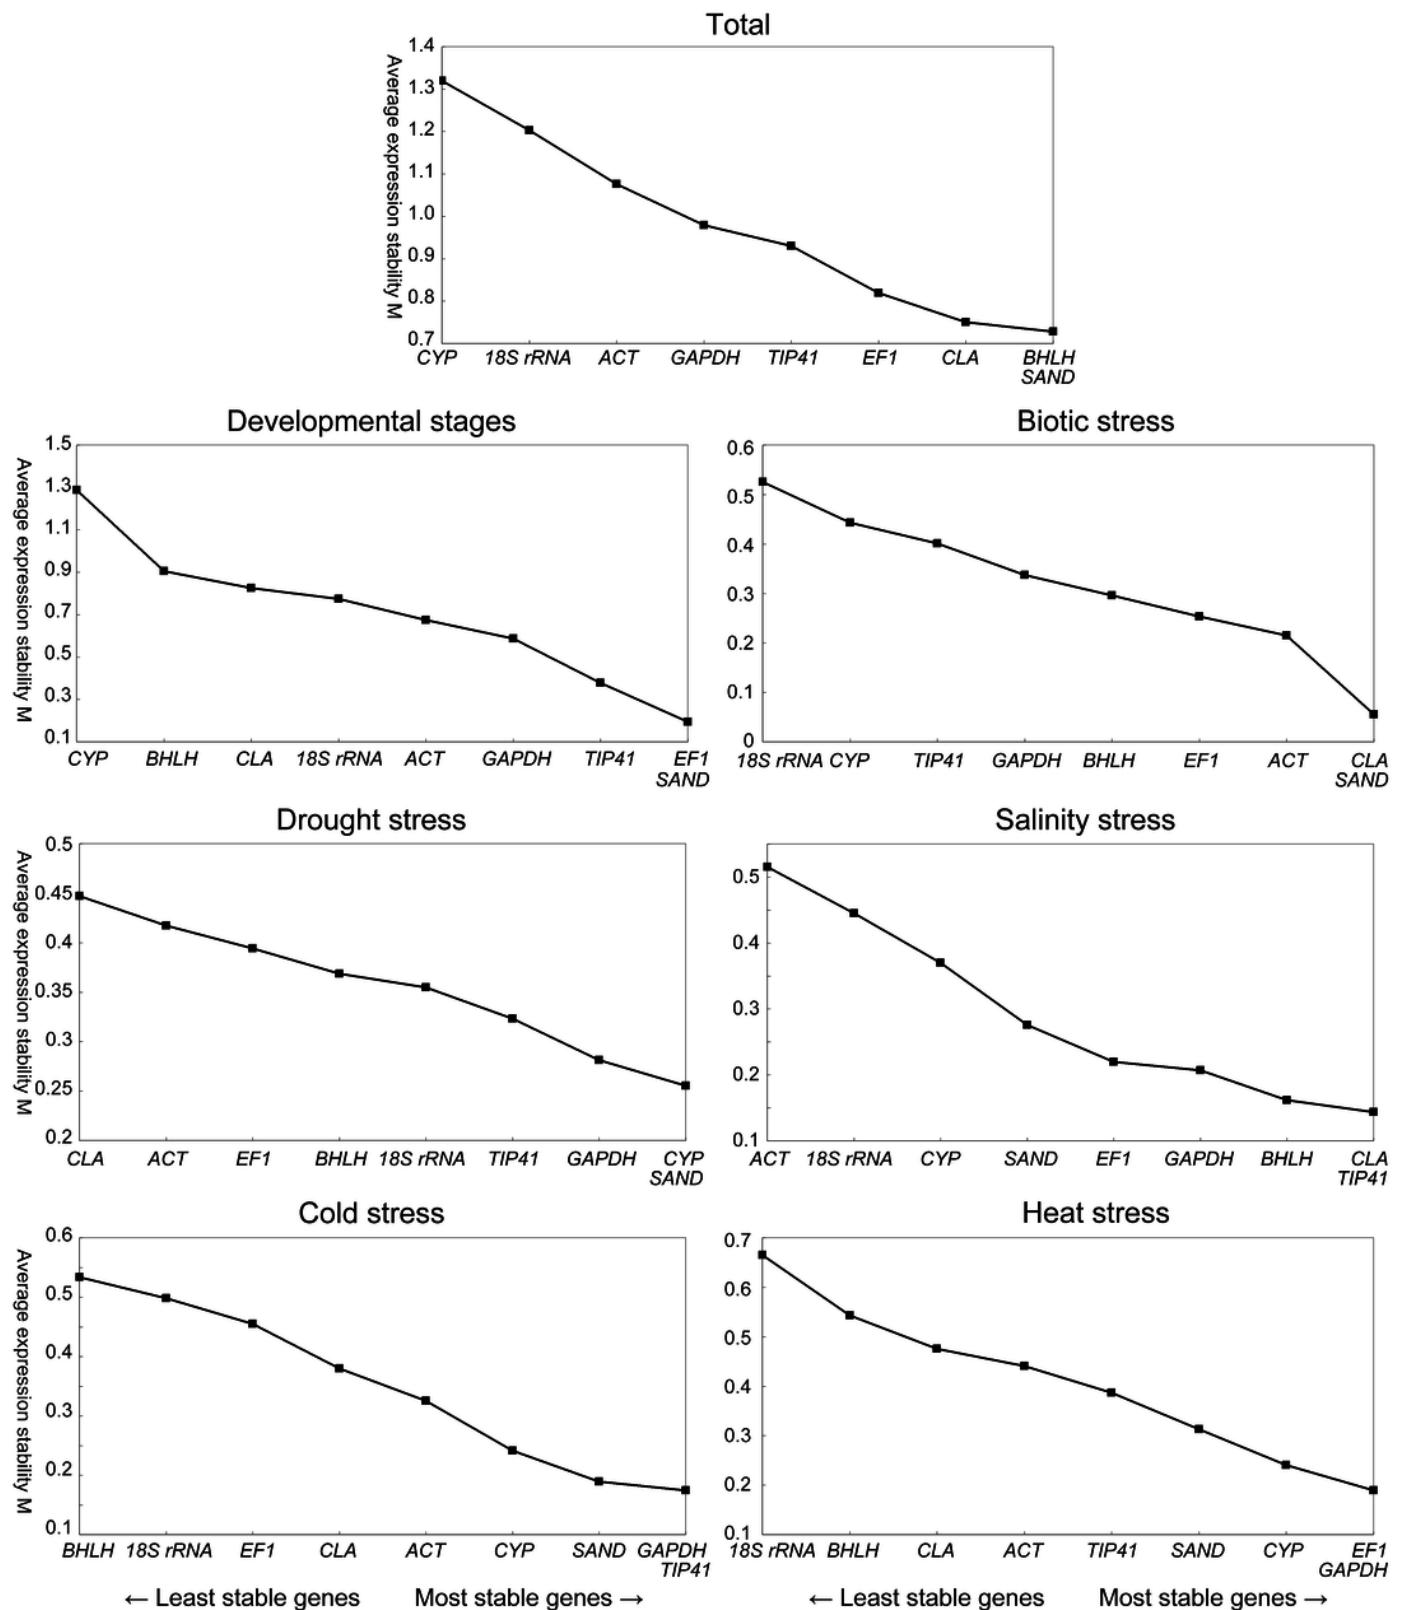 Total
Average expression stability M
1.4
1.3
1.2
1.1
1.0
0.9
0.8
0.7
CYP 18S rRNA ACT GAPDH TIP41 EF1 CLA BHLH
SAND
Developmental stages
Average expression stability M
1.5
1.3
1.1
0.9
0.7
0.5
0.3
0.1
CYP BHLH CLA 18S rRNA ACT GAPDH TIP41 EF1
SAND
Biotic stress
0.6
0.5
0.4
0.3
0.2
0.1
0
18S rRNA CYP TIP41 GAPDH BHLH EF1 ACT CLA
SAND
Drought stress
Average expression stability M
0.5
0.45
0.4
0.35
0.3
0.25
0.2
CLA ACT EF1 BHLH 18S rRNA TIP41 GAPDH CYP
SAND
Salinity stress
0.5
0.4
0.3
0.2
0.1
ACT 18S rRNA CYP SAND EF1 GAPDH BHLH CLA
TIP41
Cold stress
Average expression stability M
0.6
0.5
0.4
0.3
0.2
0.1
BHLH 18S rRNA EF1 CLA ACT CYP SAND GAPDH
TIP41
← Least stable genes Most stable genes →
Heat stress
0.7
0.6
0.5
0.4
0.3
0.2
0.1
18S rRNA BHLH CLA ACT TIP41 SAND CYP EF1
GAPDH
← Least stable genes Most stable genes →